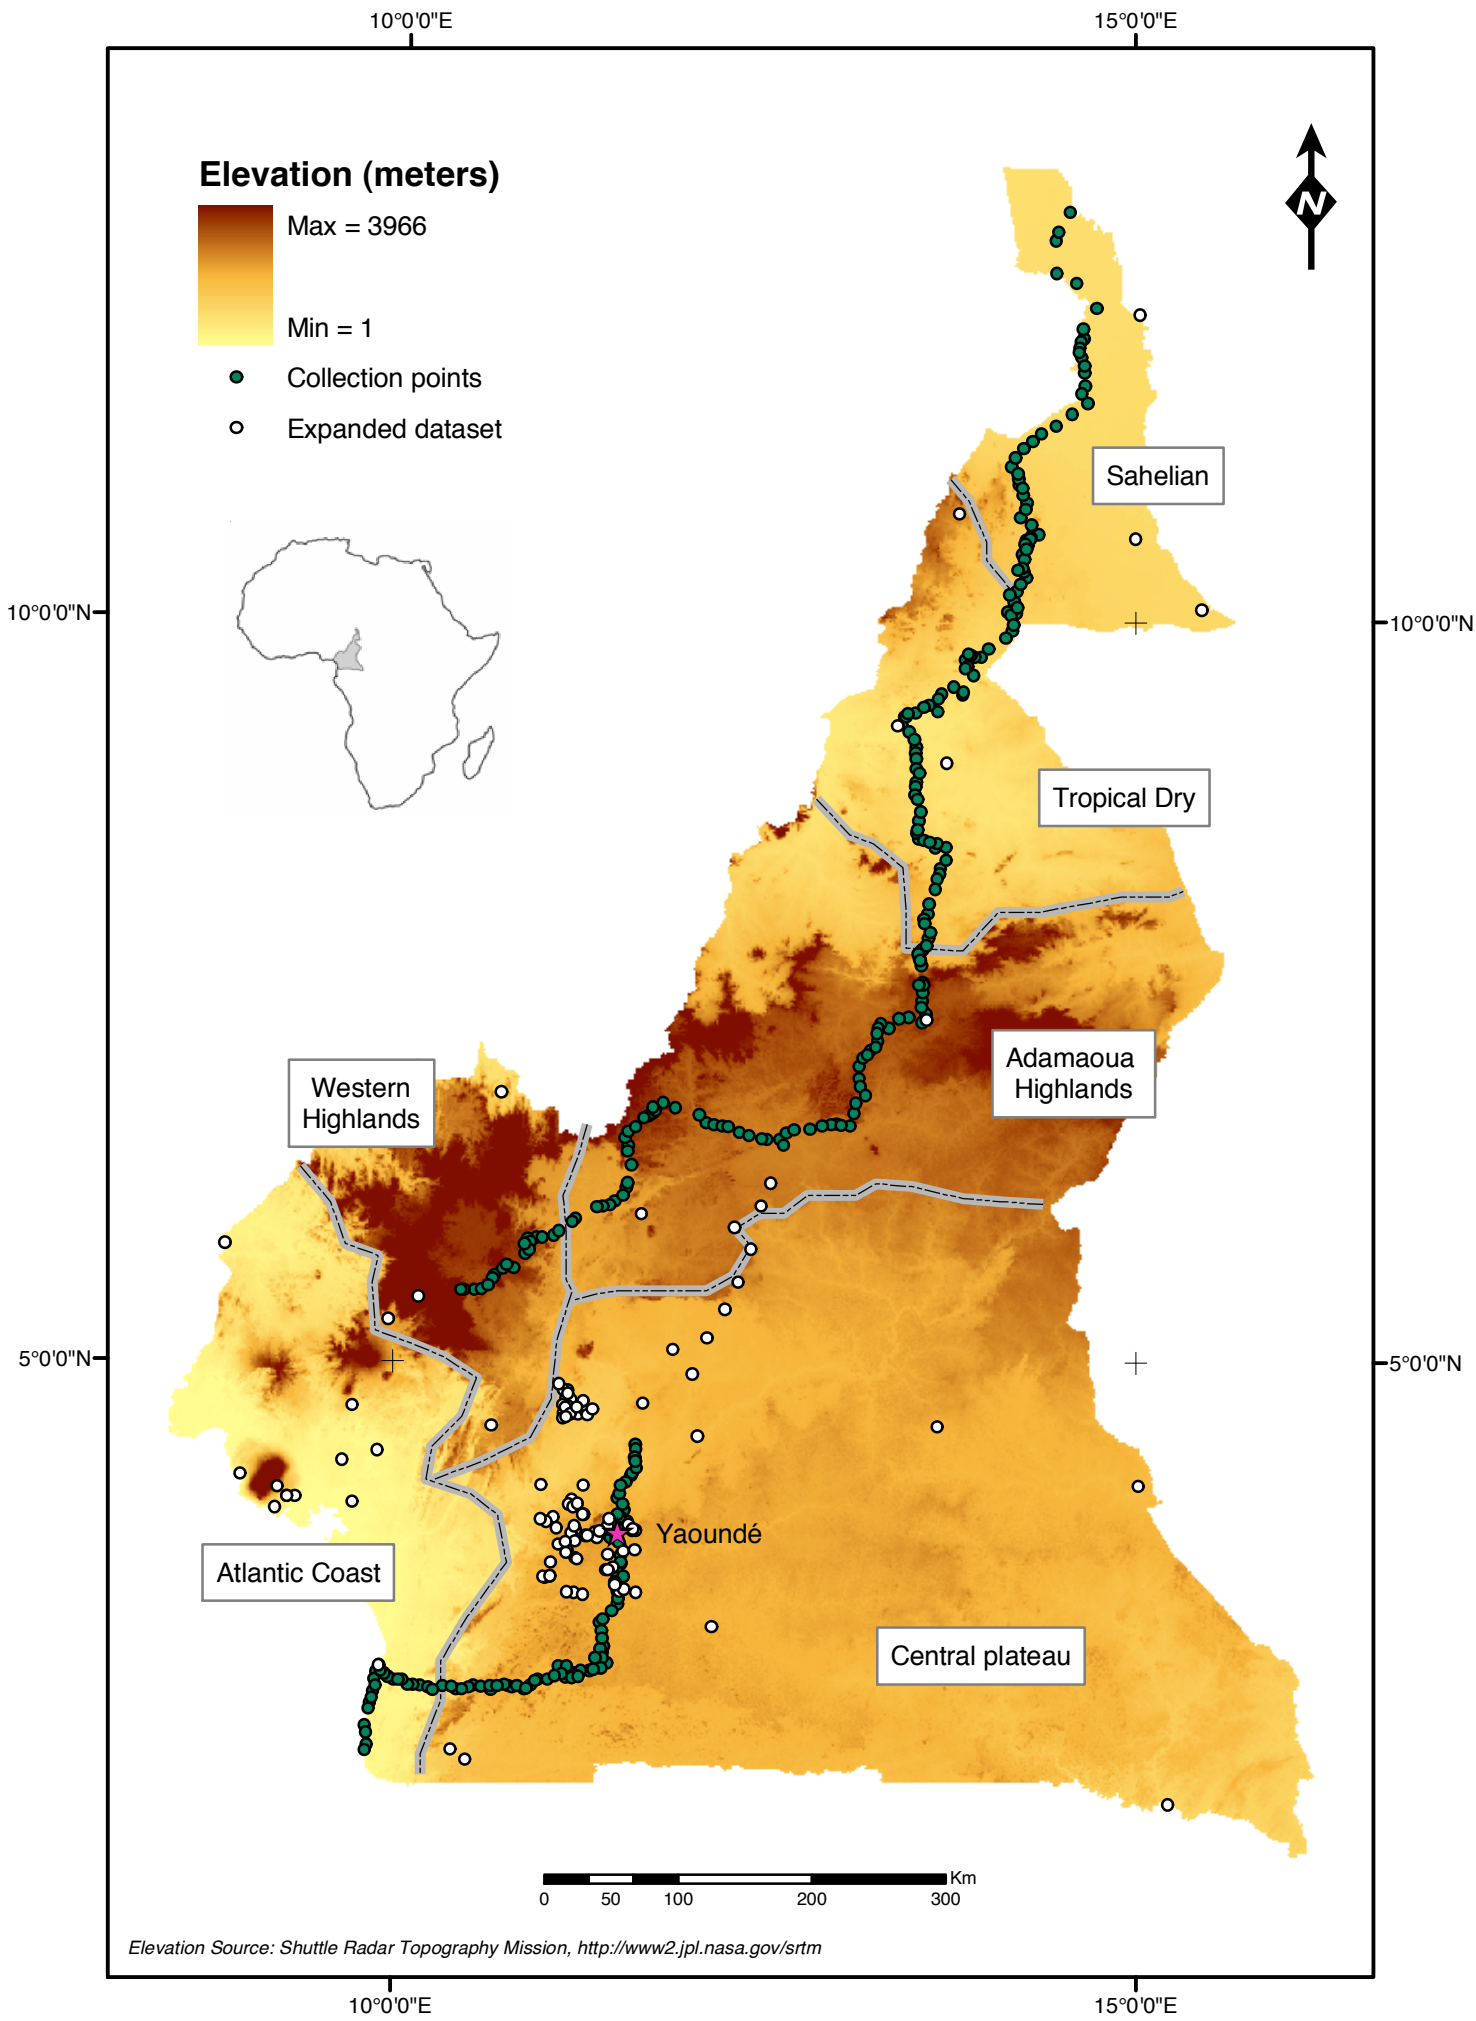 10°0'0"E
15°0'0"E
Elevation (meters)
Max = 3966
Min = 1
Collection points
Expanded dataset
N
Sahelian
10°0'0"N
10°0'0"N
Tropical Dry
Adamaoua
Highlands
Western
Highlands
5°0'0"N
5°0'0"N
Yaoundé
Atlantic Coast
Central plateau
Km
0 50 100 200 300
Elevation Source: Shuttle Radar Topography Mission, http://www2.jpl.nasa.gov/srtm
10°0'0"E
15°0'0"E